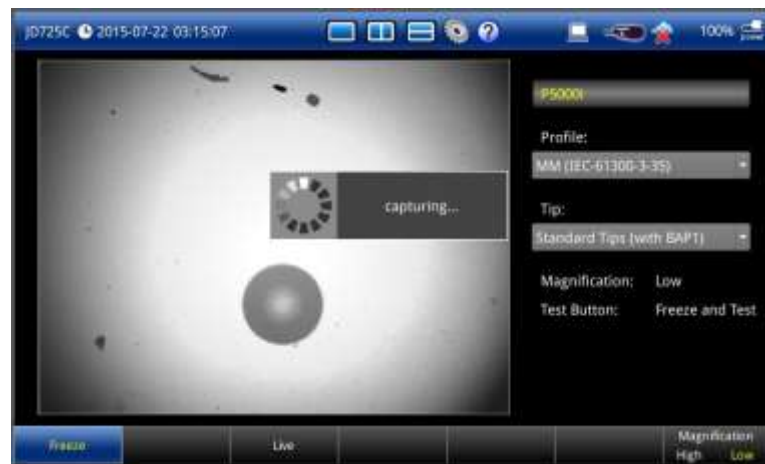 JD725C 2015-07-22 03:15:07
100%
P5000i
Profile:
MM (IEC-61300-3-35)
capturing...
Tip:
Standard Tips (with BAP1)
Magnification: Low
Test Button: Freeze and Test
Freeze
Live
Magnification
High Low